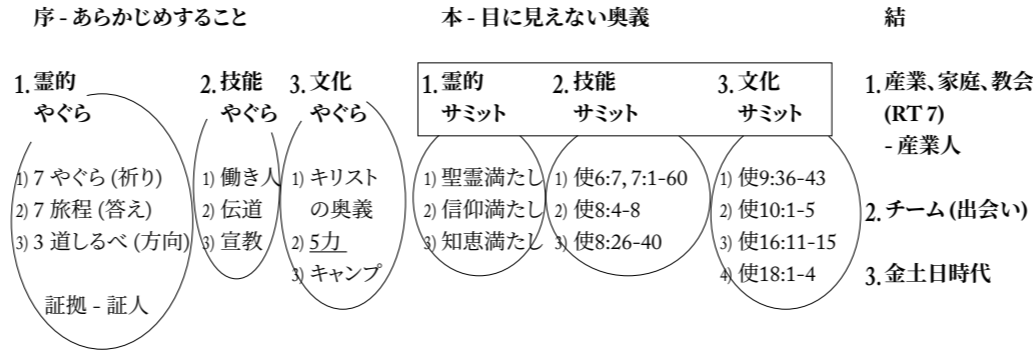 序 - あらかじめすること
1. 霊的
やぐら
1) 7 やぐら (祈り)
2) 7 旅程 (答え)
3) 3 道しるべ (方向)
証拠 - 証人
2. 技能
やぐら
1) 働き人
2) 伝道
3) 宣教
3. 文化
やぐら
1) キリスト
の奥義
2) 5力
3) キャンプ
本 - 目に見えない奥義
1. 霊的
サミット
1) 聖霊満たし
2) 信仰満たし
3) 知恵満たし
2. 技能
サミット
1) 使6:7, 7:1-60
2) 使8:4-8
3) 使8:26-40
3. 文化
サミット
1) 使9:36-43
2) 使10:1-5
3) 使16:11-15
4) 使18:1-4
結
1. 産業、家庭、教会
(RT 7)
- 産業人
2. チーム (出会い)
3. 金土日時代